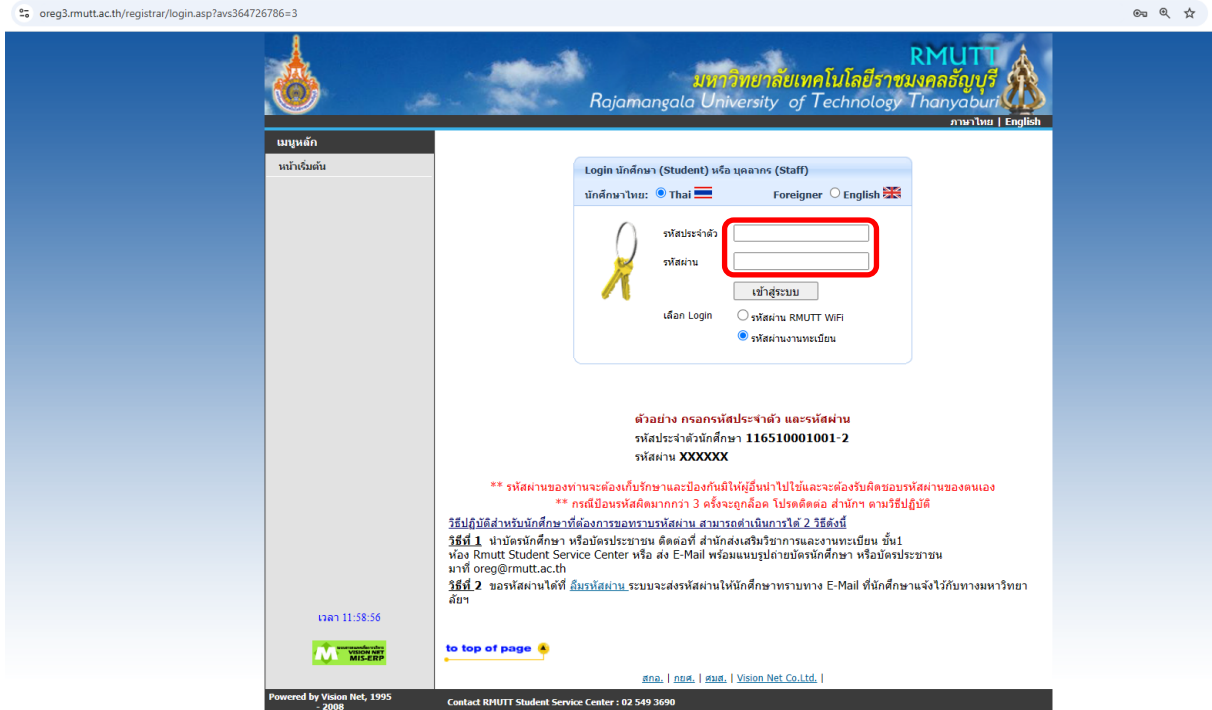 oreg3.rmutt.ac.th/registrar/login.asp?avs364726786=3
RMUTT
มหาวิทยาลัยเทคโนโลยีราชมงคลธัญบุรี
Rajamangala University of Technology Thanyaburi
ภาษาไทย | English
เมนูหลัก
หน้าเริ่มต้น
Login นักศึกษา (Student) หรือ บุคลากร (Staff)
นักศึกษาไทย: Thai Foreigner English
รหัสประจำตัว
รหัสผ่าน
เข้าสู่ระบบ
เลือก Login รหัสผ่าน RMUTT WiFi
รหัสผ่านงานทะเบียน
ตัวอย่าง กรอกรหัสประจำตัว และรหัสผ่าน
รหัสประจำตัวนักศึกษา 116510001001-2
รหัสผ่าน XXXXXX
** รหัสผ่านของท่านจะต้องเก็บรักษาและป้องกันมิให้ผู้อื่นนำไปใช้และจะต้องรับผิดชอบรหัสผ่านของตนเอง
** กรณีป้อนรหัสผิดมากกว่า 3 ครั้งจะถูกล็อค โปรดติดต่อ สำนักฯ ตามวิธีปฏิบัติ
วิธีปฏิบัติสำหรับนักศึกษาที่ต้องการขอทราบรหัสผ่าน สามารถดำเนินการได้ 2 วิธีดังนี้
วิธีที่ 1 นำบัตรนักศึกษา หรือบัตรประชาชน ติดต่อที่ สำนักส่งเสริมวิชาการและงานทะเบียน ชั้น1
ห้อง Rmutt Student Service Center หรือ ส่ง E-Mail พร้อมแนบรูปถ่ายบัตรนักศึกษา หรือบัตรประชาชน
มาที่ oreg@rmutt.ac.th
วิธีที่ 2 ขอรหัสผ่านได้ที่ ลืมรหัสผ่าน ระบบจะส่งรหัสผ่านให้นักศึกษาทราบทาง E-Mail ที่นักศึกษาแจ้งไว้กับทางมหาวิทยา
ลัยฯ
เวลา 11:58:56
VISION NET
MIS-ERP
to top of page
สกอ. | กยศ. | ศมส. | Vision Net Co.Ltd. |
Powered by Vision Net, 1995
- 2008
Contact RMUTT Student Service Center : 02 549 3690